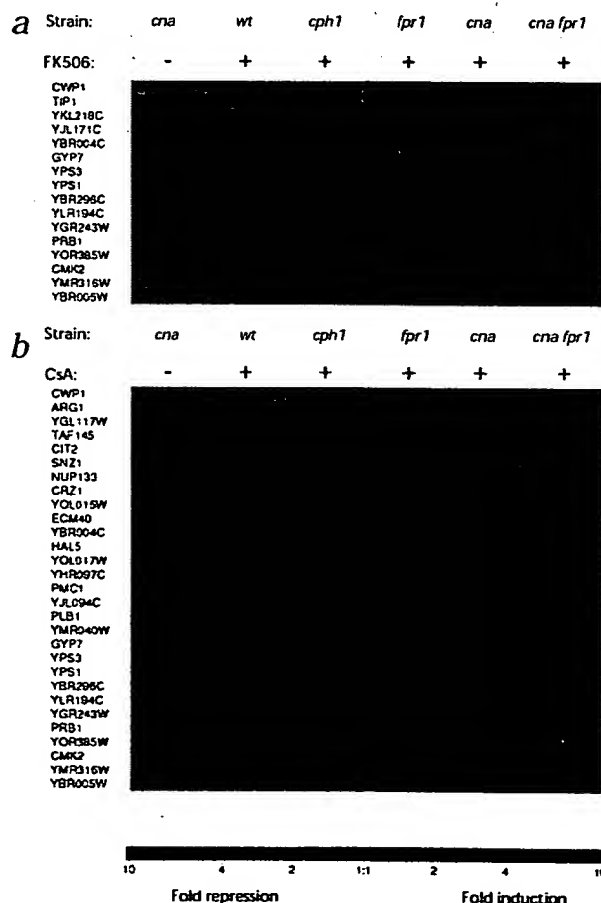 a Strain: cna wt cph1 fpr1 cna cna fpr1
FK506: - + + + + +
CWP1
TIP1
YKL218C
YJL171C
YBR004C
GYP7
YPS3
YPS1
YBR296C
YLR194C
YGR243W
PRB1
YOR385W
CMK2
YMR316W
YBR005W
b Strain: cna wt cph1 fpr1 cna cna fpr1
CsA: - + + + + +
CWP1
ARG1
YGL117W
TAF145
CIT2
SNZ1
NUP133
CRZ1
YOL015W
ECM40
YBR004C
HAL5
YOL017W
YHR097C
PMC1
YJL094C
PLB1
YMR040W
GYP7
YPS3
YPS1
YBR296C
YLR194C
YGR243W
PRB1
YOR385W
CMK2
YMR316W
YBR005W
10 4 2 1:1 2 4
Fold repression Fold induction